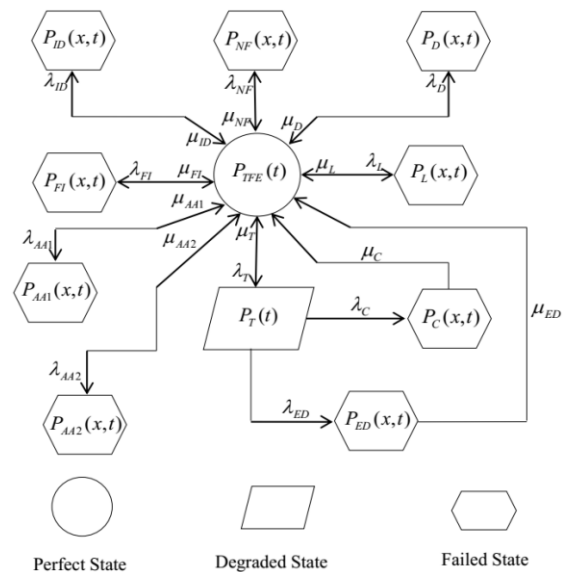 P_ID(x,t)
P_NF(x,t)
P_D(x,t)
λ_ID
λ_NF
λ_D
μ_ID
μ_NF
μ_D
P_FI(x,t)
λ_FI
μ_FI
P_TFE(t)
μ_L
λ_L
P_L(x,t)
μ_AA1
λ_AA1
μ_AA2
μ_T
μ_C
P_AA1(x,t)
λ_T
P_T(t)
λ_C
P_C(x,t)
μ_ED
λ_AA2
P_AA2(x,t)
λ_ED
P_ED(x,t)
Perfect State
Degraded State
Failed State